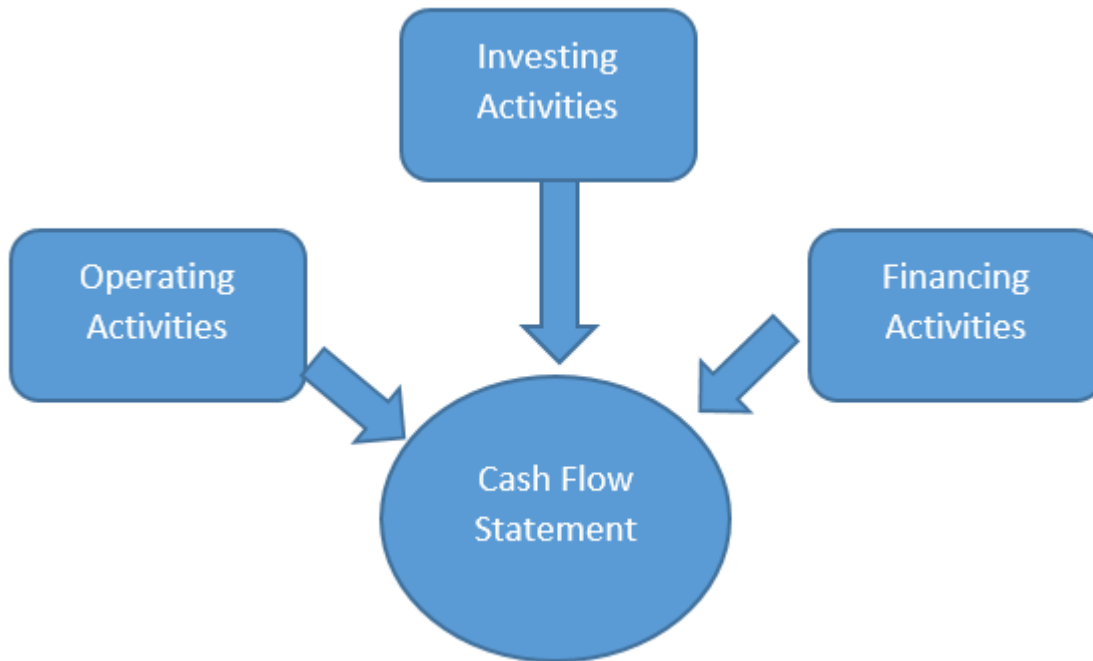 Investing
Activities
Operating
Activities
Financing
Activities
Cash Flow
Statement